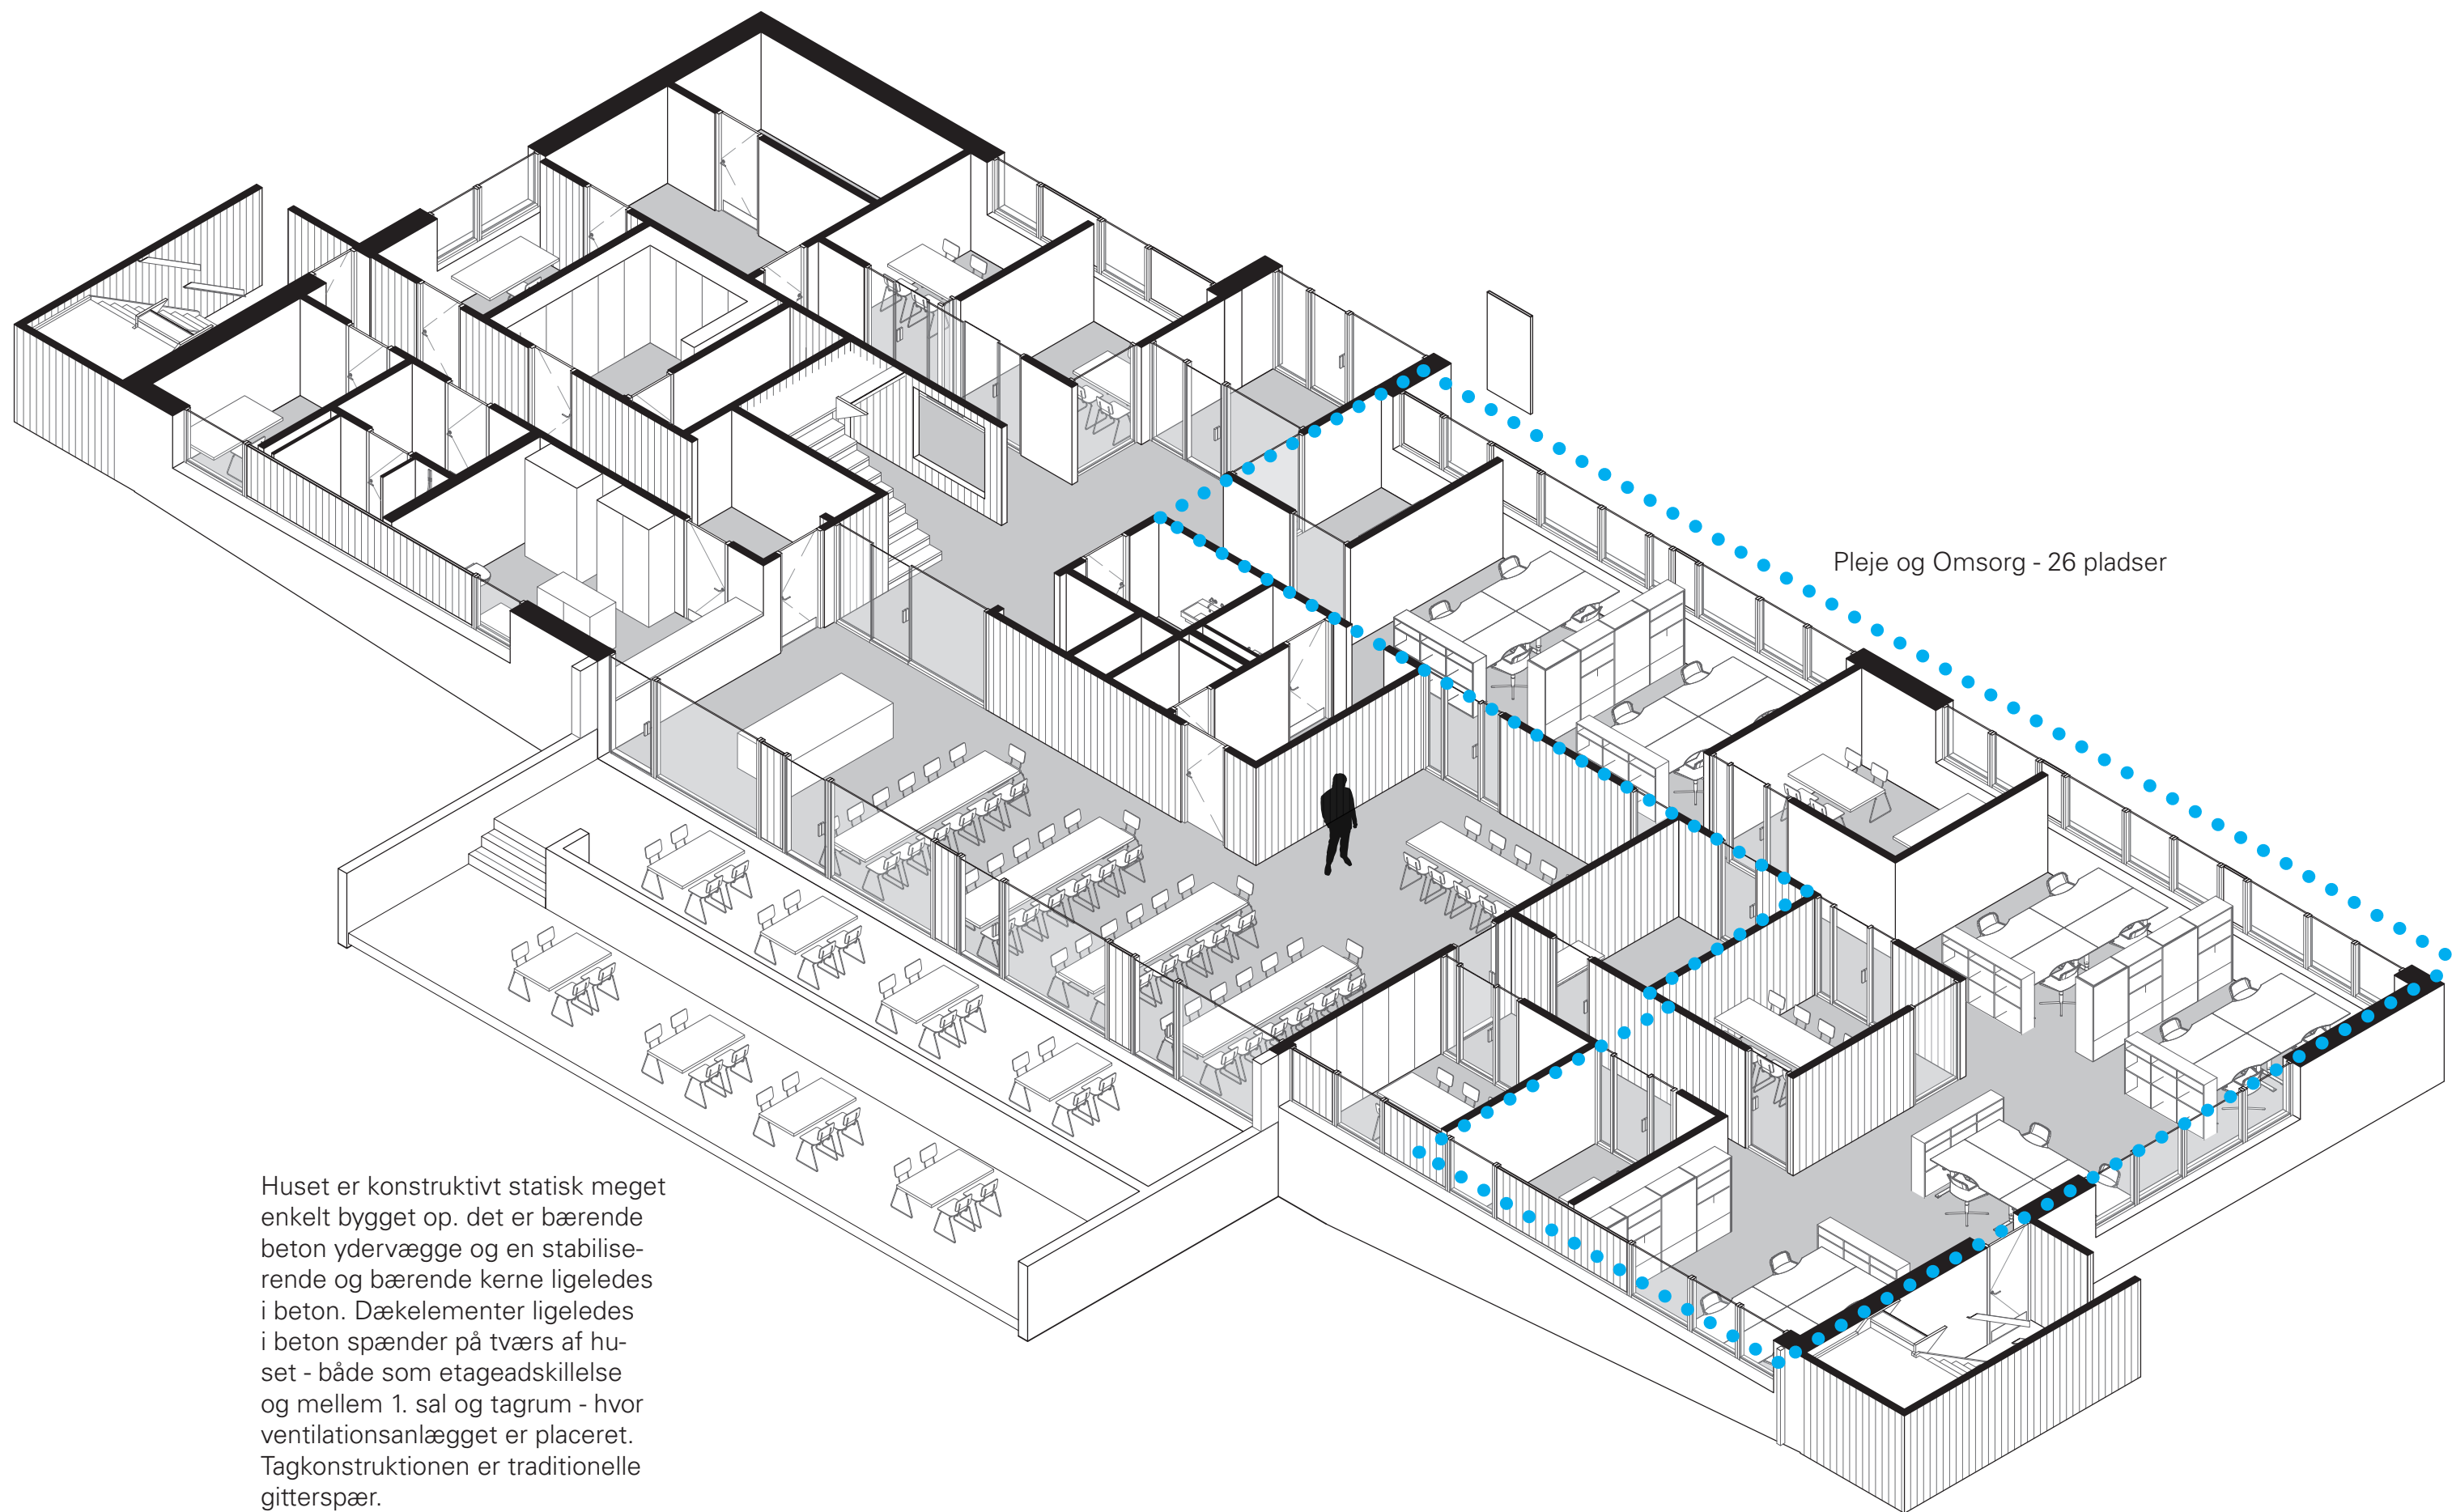 Pleje og Omsorg - 26 pladser
Huset er konstruktivt statisk meget
enkelt bygget op. det er bærende
beton ydervægge og en stabilise-
rende og bærende kerne ligeledes
i beton. Dækelementer ligeledes
i beton spænder på tværs af hu-
set - både som etageadskillelse
og mellem 1. sal og tagrum - hvor
ventilationsanlægget er placeret.
Tagkonstruktionen er traditionelle
gitterspær.